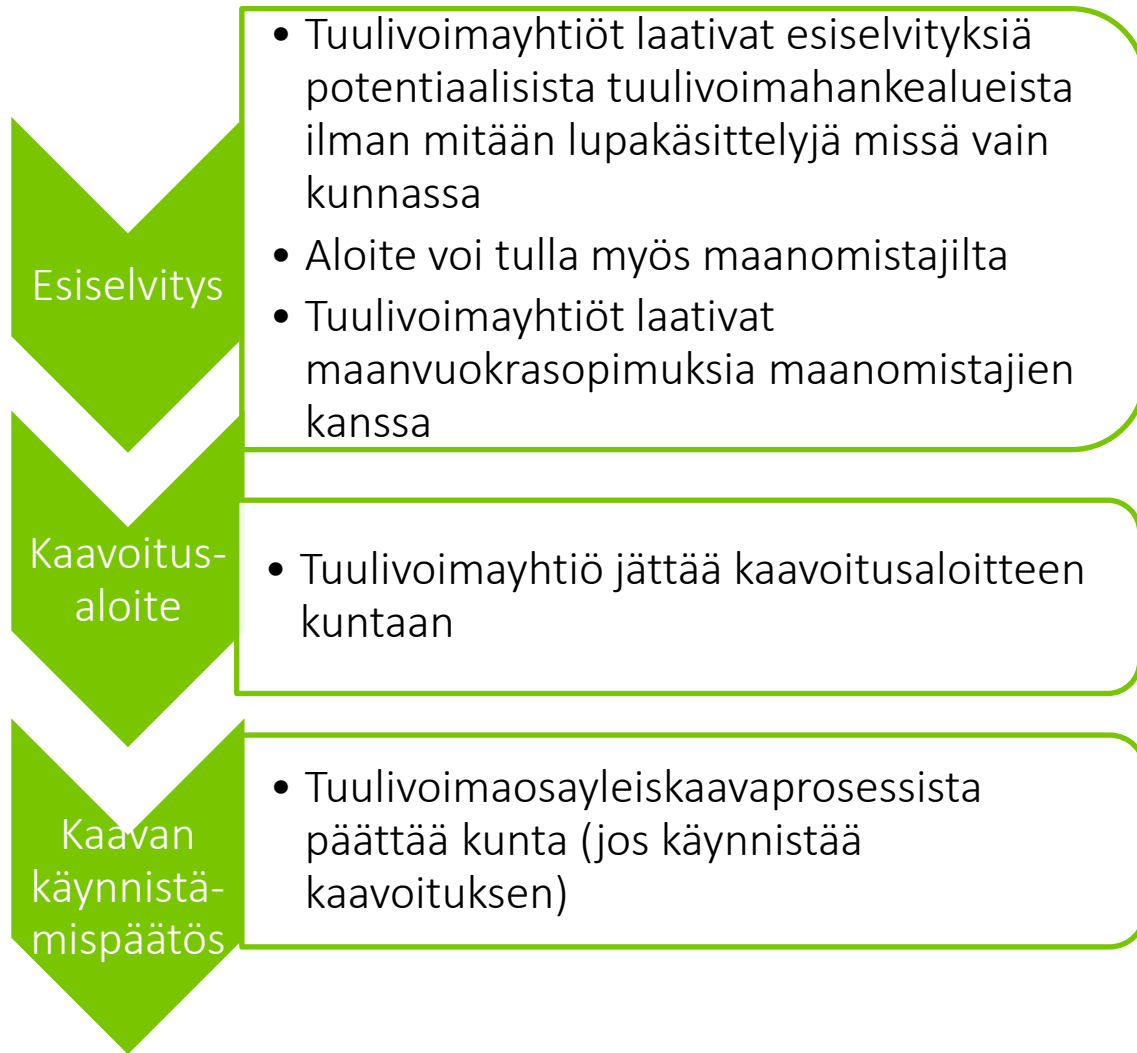 Esiselvitys
• Tuulivoimayhtiöt laativat esiselvityksiä
potentiaalisista tuulivoimahankealueista
ilman mitään lupakäsittelyjä missä vain
kunnassa
• Aloite voi tulla myös maanomistajilta
• Tuulivoimayhtiöt laativat
maanvuokrasopimuksia maanomistajien
kanssa
Kaavoitus-
aloite
• Tuulivoimayhtiö jättää kaavoitusaloitteen
kuntaan
Kaavan
käynnistä-
mispäätös
• Tuulivoimaosayleiskaavaprosessista
päättää kunta (jos käynnistää
kaavoituksen)